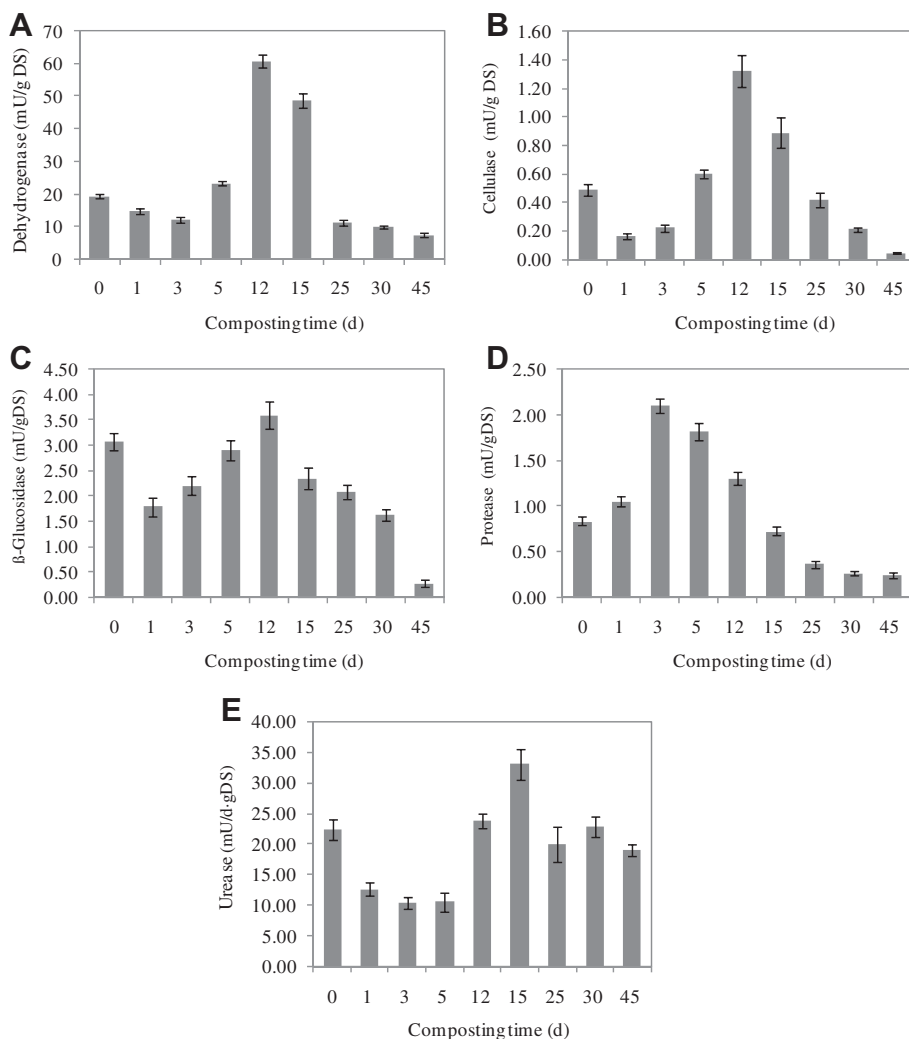 A
Dehydrogenase (mU/g DS)
70
60
50
40
30
20
10
0
0 1 3 5 12 15 25 30 45
Composting time (d)
B
Cellulase (mU/g DS)
1.60
1.40
1.20
1.00
0.80
0.60
0.40
0.20
0.00
0 1 3 5 12 15 25 30 45
Composting time (d)
C
ß-Glucosidase (mU/gDS)
4.50
4.00
3.50
3.00
2.50
2.00
1.50
1.00
0.50
0.00
0 1 3 5 12 15 25 30 45
Composting time (d)
D
Protease (mU/gDS)
2.50
2.00
1.50
1.00
0.50
0.00
0 1 3 5 12 15 25 30 45
Composting time (d)
E
Urease (mU/d·gDS)
40.00
35.00
30.00
25.00
20.00
15.00
10.00
5.00
0.00
0 1 3 5 12 15 25 30 45
Composting time (d)